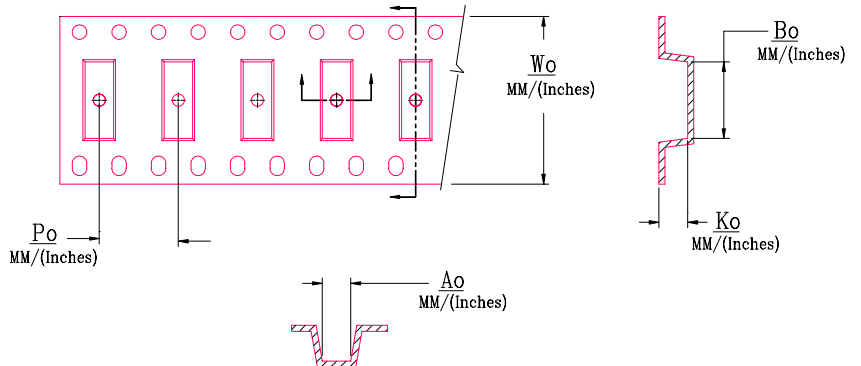 Wo
MM/(Inches)
Bo
MM/(Inches)
Po
MM/(Inches)
Ko
MM/(Inches)
Ao
MM/(Inches)